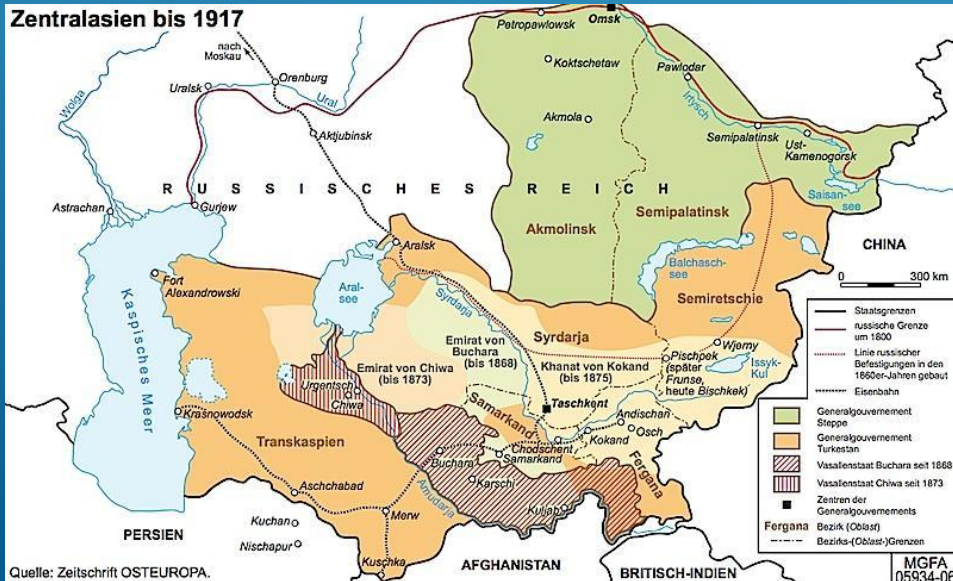 Zentralasien bis 1917
nach
Moskau
Petropawlowsk
Omsk
Koktschetaw
Pawlodar
Irtysch
Orenburg
Uralsk
Ural
Wolga
Aktjubinsk
Akmola
Semipalatinsk
Ust-
Kamenogorsk
Saisan-
see
RUSSISCHES REICH
Astrachan
Gurjew
Akmolinsk
Semipalatinsk
CHINA
Aralsk
Balchasch-
see
0 300 km
Fort
Alexandrowski
Kaspisches Meer
Aral-
see
Syrdarja
Semiretschie
Syrdarja
Emirat von
Buchara
(bis 1868)
Wjerny
Emirat von Chiwa
(bis 1873)
Khanat von Kokand
(bis 1875)
Pischpek
(später
Frunse,
heute Bischkek)
Issyk-
Kul
Urgentsch
Chiwa
Taschkent
Andischan
Osch
Kokand
Samarkand
Chodschent
Samarkand
Fergana
Krasnowodsk
Transkaspien
Buchara
Karschi
Kuljab
Amudarja
Aschchabad
Merw
Kuschka
PERSIEN
Kuchan
Nischapur
AFGHANISTAN
BRITISCH-INDIEN
Staatsgrenzen
russische Grenze
um 1800
Linie russischer
Befestigungen in den
1860er-Jahren gebaut
Eisenbahn
Generalgouvernement
Steppe
Generalgouvernement
Turkestan
Vasallenstaat Buchara seit 1868
Vasallenstaat Chiwa seit 1873
Zentren der
Generalgouvernements
Fergana Bezirk (Oblast)
Bezirks-(Oblast-)Grenzen
Quelle: Zeitschrift OSTEUROPA.
MGFA
05934-06